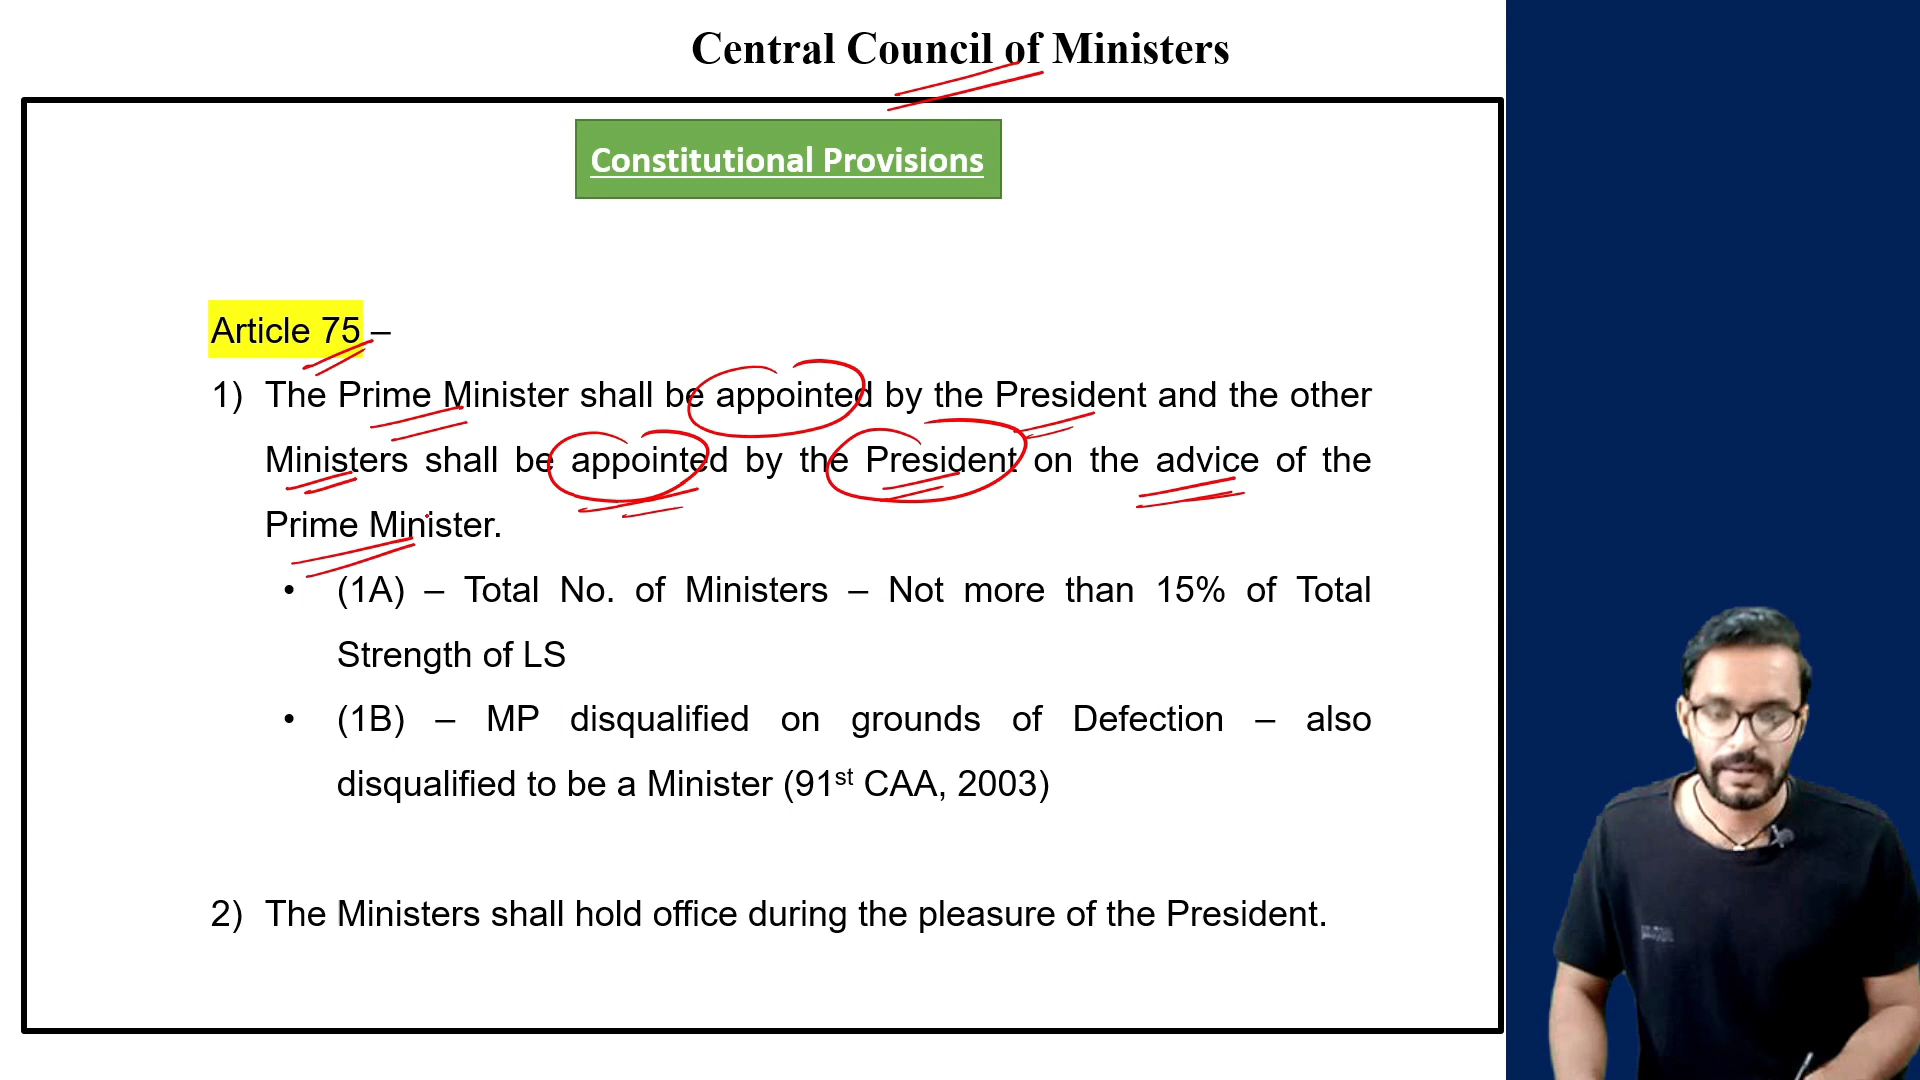 Central Council of Ministers
Constitutional Provisions
Article 75 –
1) The Prime Minister shall be appointed by the President and the other
Ministers shall be appointed by the President on the advice of the
Prime Minister.
• (1A) – Total No. of Ministers – Not more than 15% of Total
Strength of LS
• (1B) – MP disqualified on grounds of Defection – also
disqualified to be a Minister (91st CAA, 2003)
2) The Ministers shall hold office during the pleasure of the President.